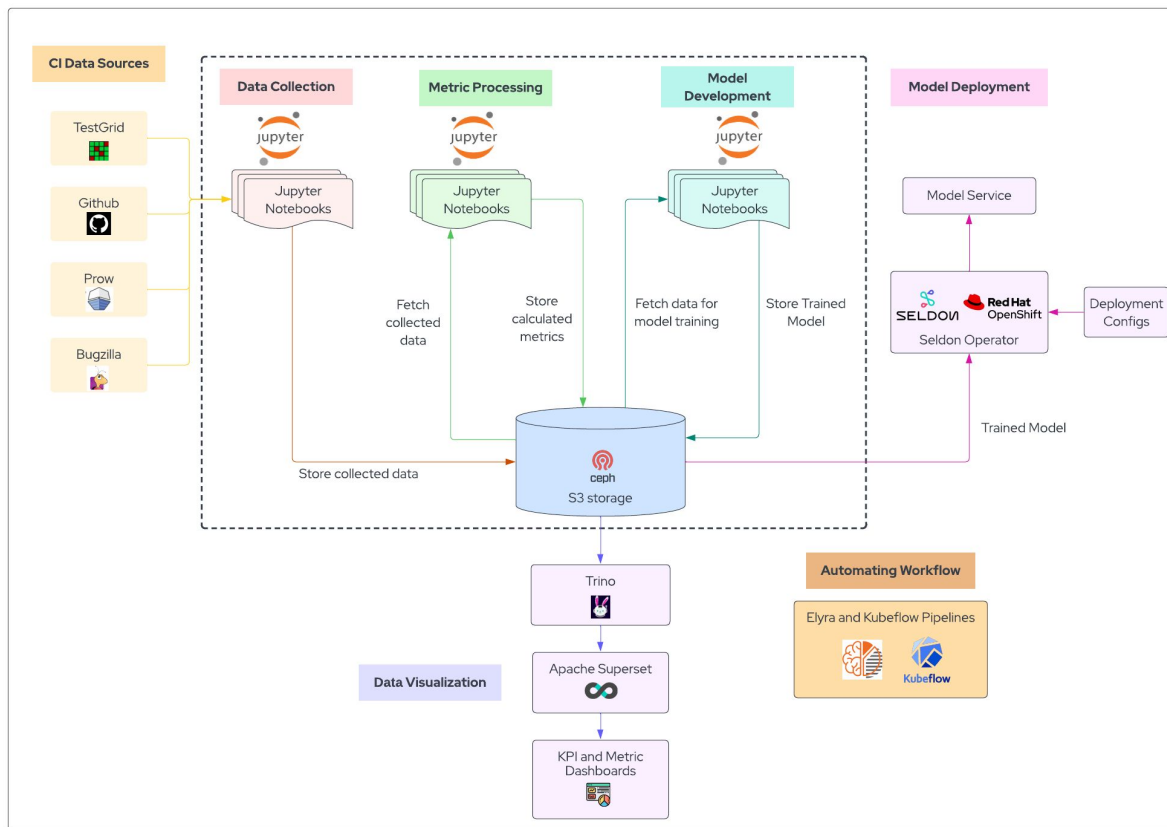 CI Data Sources
TestGrid
Github
Prow
Bugzilla
Data Collection
jupyter
Jupyter
Notebooks
Metric Processing
jupyter
Jupyter
Notebooks
Model
Development
jupyter
Jupyter
Notebooks
Fetch
collected
data
Store
calculated
metrics
Fetch data for
model training
Store Trained
Model
Store collected data
ceph
S3 storage
Model Deployment
Model Service
SELDON
Red Hat
OpenShift
Seldon Operator
Deployment
Configs
Trained Model
Trino
Data Visualization
Apache Superset
KPI and Metric
Dashboards
Automating Workflow
Elyra and Kubeflow Pipelines
Kubeflow